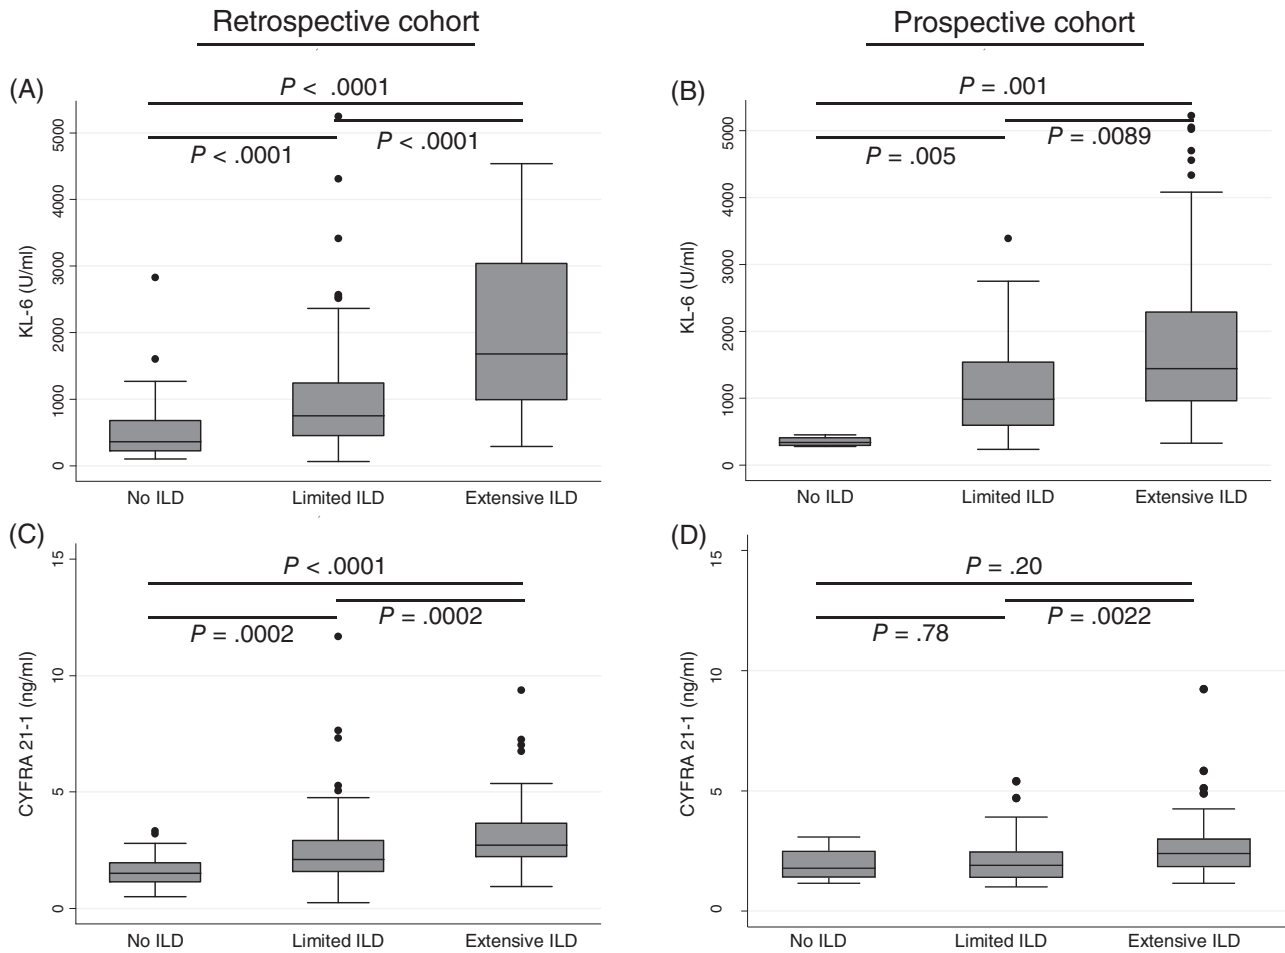 Retrospective cohort
Prospective cohort
(A)
P < .0001
P < .0001
P < .0001
KL-6 (U/ml)
5000
4000
3000
2000
1000
0
No ILD
Limited ILD
Extensive ILD
(B)
P = .001
P = .005
P = .0089
KL-6 (U/ml)
5000
4000
3000
2000
1000
0
No ILD
Limited ILD
Extensive ILD
(C)
P < .0001
P = .0002
P = .0002
CYFRA 21-1 (ng/ml)
15
10
5
0
No ILD
Limited ILD
Extensive ILD
(D)
P = .20
P = .0022
P = .78
CYFRA 21-1 (ng/ml)
15
10
5
0
No ILD
Limited ILD
Extensive ILD